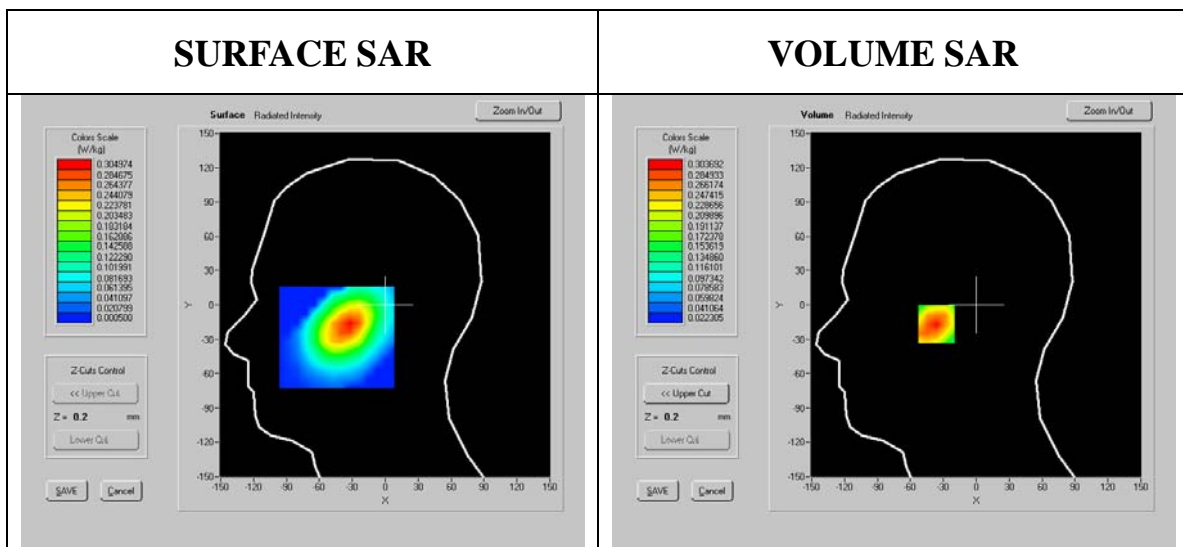 SURFACE SAR
VOLUME SAR
Surface Radiated Intensity
Zoom In/Out
Colors Scale
(W/kg)
0.304974
0.284675
0.264377
0.244079
0.223781
0.203483
0.183184
0.162886
0.142588
0.122290
0.101991
0.081693
0.061395
0.041097
0.020799
0.000500
Z-Cuts Control
<< Upper Cut
Z = 0.2 mm
Lower Cut
SAVE Cancel
150
120
90
60
30
0
-30
-60
-90
-120
-150
Y
-150 -120 -90 -60 -30 0 30 60 90 120 150
X
Volume Radiated Intensity
Zoom In/Out
Colors Scale
(W/kg)
0.303692
0.284933
0.266174
0.247415
0.228656
0.209896
0.191137
0.172378
0.153619
0.134860
0.116101
0.097342
0.078583
0.059824
0.041064
0.022305
Z-Cuts Control
<< Upper Cut
Z = 0.2 mm
Lower Cut
SAVE Cancel
150
120
90
60
30
0
-30
-60
-90
-120
-150
Y
-150 -120 -90 -60 -30 0 30 60 90 120 150
X